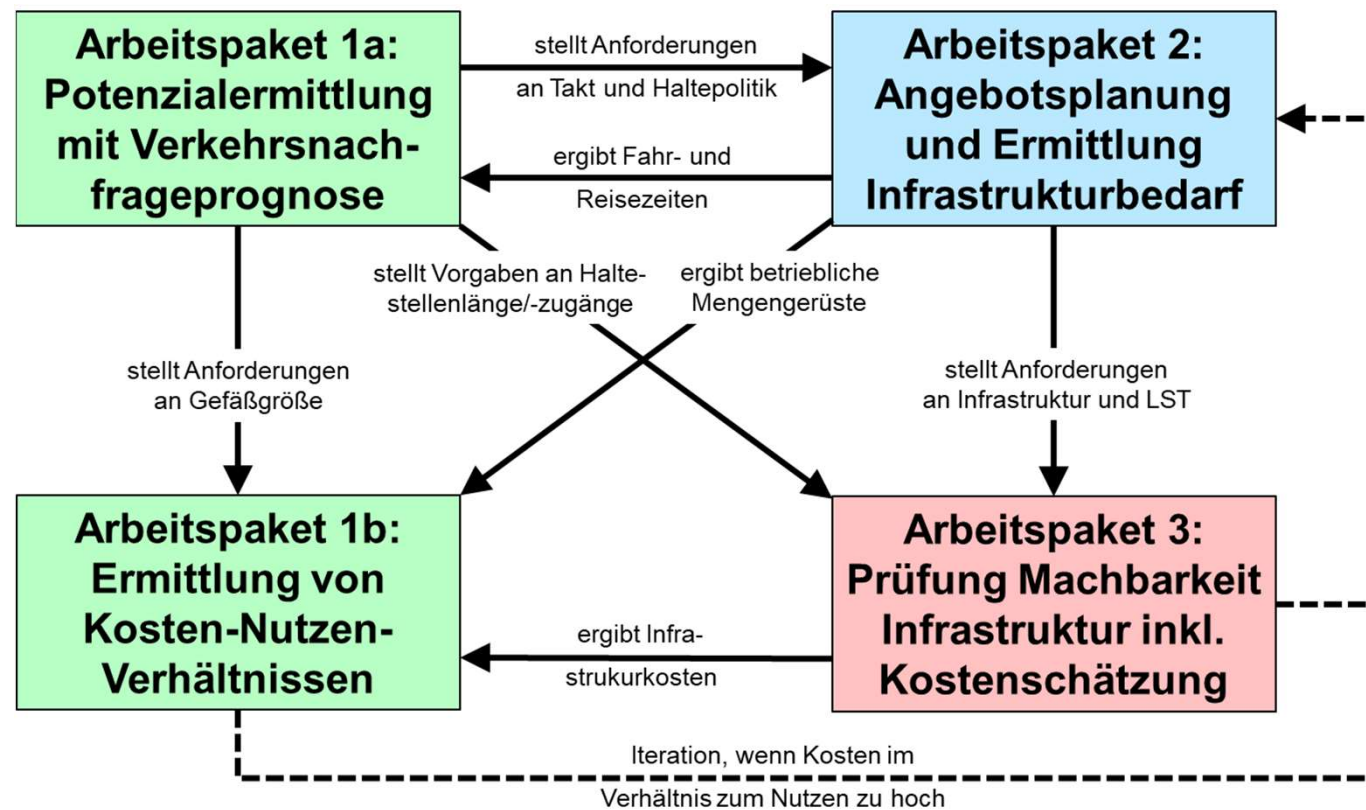 Arbeitspaket 1a:
Potenzialermittlung
mit Verkehrsnach-
frageprognose
stellt Anforderungen
an Takt und Haltepolitik
ergibt Fahr- und
Reisezeiten
Arbeitspaket 2:
Angebotsplanung
und Ermittlung
Infrastrukturbedarf
stellt Vorgaben an Halte-
stellenlänge/-zugänge
ergibt betriebliche
Mengengerüste
stellt Anforderungen
an Gefäßgröße
stellt Anforderungen
an Infrastruktur und LST
Arbeitspaket 1b:
Ermittlung von
Kosten-Nutzen-
Verhältnissen
ergibt Infra-
strukurkosten
Arbeitspaket 3:
Prüfung Machbarkeit
Infrastruktur inkl.
Kostenschätzung
Iteration, wenn Kosten im
Verhältnis zum Nutzen zu hoch